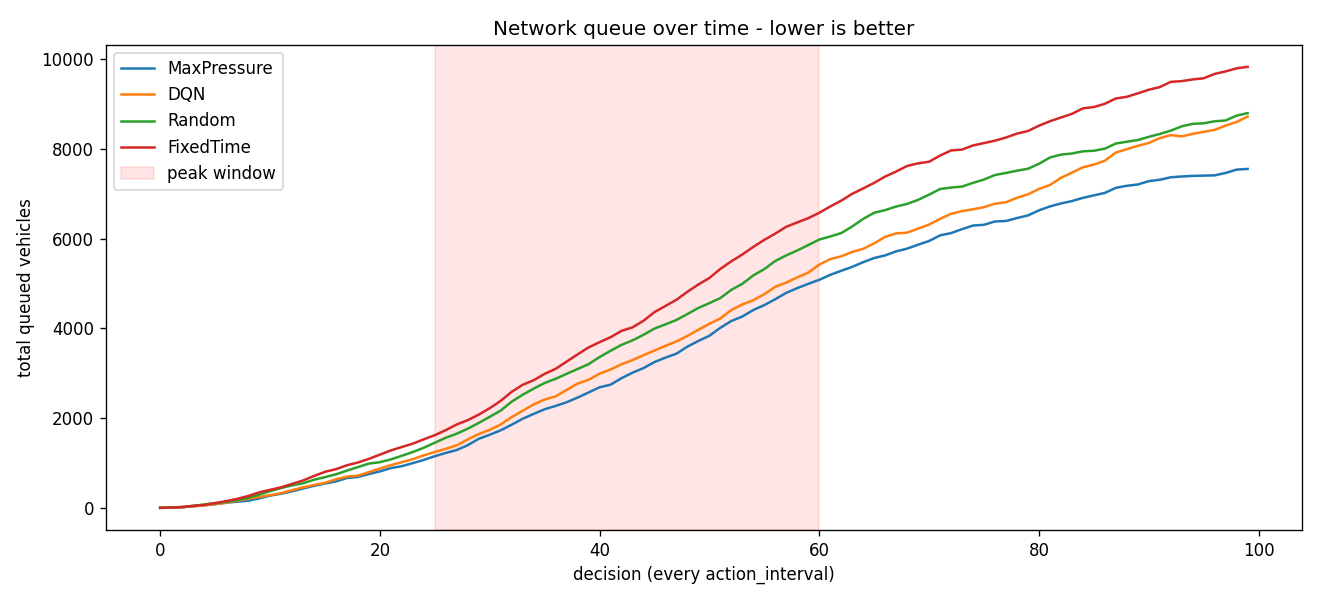 Network queue over time - lower is better
total queued vehicles
10000
8000
6000
4000
2000
0
MaxPressure
DQN
Random
FixedTime
peak window
0 20 40 60 80 100
decision (every action_interval)